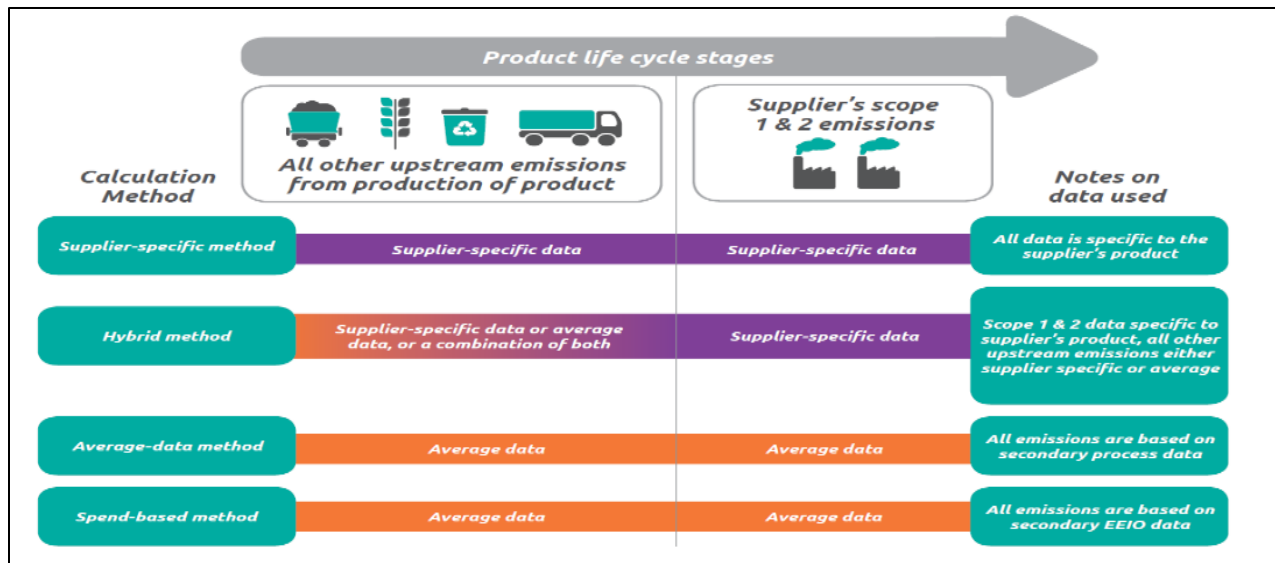 Product life cycle stages
All other upstream emissions
from production of product
Supplier's scope
1 & 2 emissions
Calculation
Method
Notes on
data used
Supplier-specific method
Supplier-specific data
Supplier-specific data
All data is specific to the
supplier's product
Hybrid method
Supplier-specific data or average
data, or a combination of both
Supplier-specific data
Scope 1 & 2 data specific to
supplier's product, all other
upstream emissions either
supplier specific or average
Average-data method
Average data
Average data
All emissions are based on
secondary process data
Spend-based method
Average data
Average data
All emissions are based on
secondary EEIO data